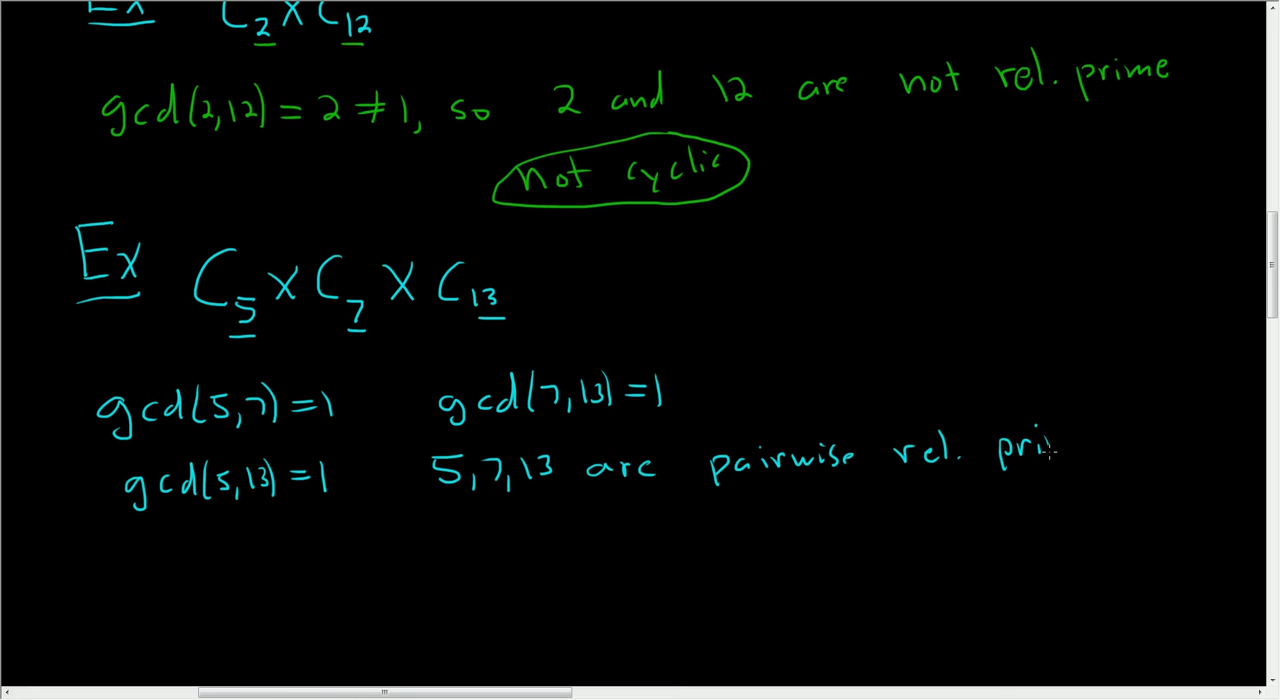 Ex C₂ X C₁₂
gcd(2,12) = 2 ≠ 1, so 2 and 12 are not rel. prime
not cyclic
Ex C₅ X C₇ X C₁₃
gcd(5,7) = 1 gcd(7,13) = 1
gcd(5,13) = 1 5,7,13 are pairwise rel. pri